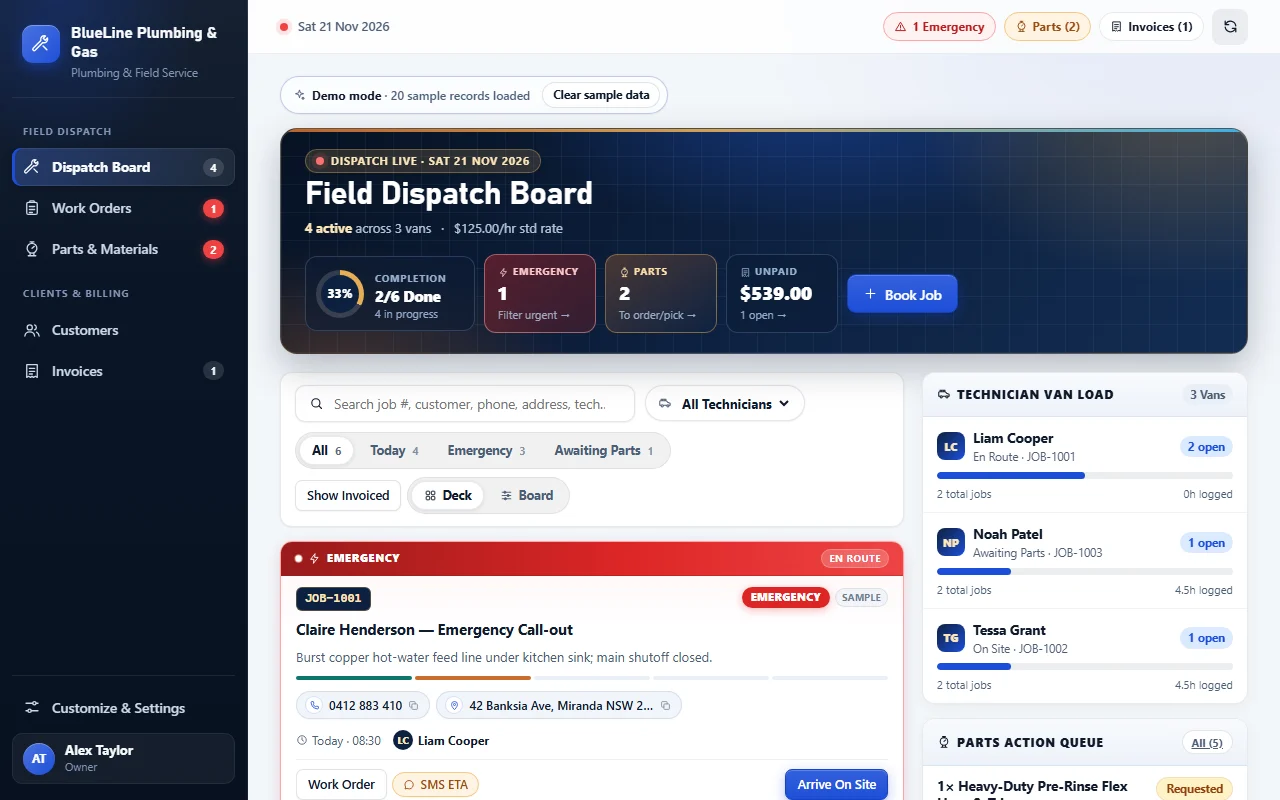 BlueLine Plumbing &
Gas
Plumbing & Field Service
FIELD DISPATCH
Dispatch Board 4
Work Orders 1
Parts & Materials 2
CLIENTS & BILLING
Customers
Invoices 1
Customize & Settings
AT Alex Taylor
Owner
Sat 21 Nov 2026
1 Emergency
Parts (2)
Invoices (1)
Demo mode · 20 sample records loaded
Clear sample data
DISPATCH LIVE · SAT 21 NOV 2026
Field Dispatch Board
4 active across 3 vans · $125.00/hr std rate
33%
COMPLETION
2/6 Done
4 in progress
EMERGENCY
1
Filter urgent →
PARTS
2
To order/pick →
UNPAID
$539.00
1 open →
+ Book Job
Search job #, customer, phone, address, tech..
All Technicians
All 6 Today 4 Emergency 3 Awaiting Parts 1
Show Invoiced Deck Board
EMERGENCY EN ROUTE
JOB-1001 EMERGENCY SAMPLE
Claire Henderson — Emergency Call-out
Burst copper hot-water feed line under kitchen sink; main shutoff closed.
0412 883 410 42 Banksia Ave, Miranda NSW 2...
Today · 08:30 LC Liam Cooper
Work Order SMS ETA Arrive On Site
TECHNICIAN VAN LOAD 3 Vans
LC Liam Cooper 2 open
En Route · JOB-1001
2 total jobs 0h logged
NP Noah Patel 1 open
Awaiting Parts · JOB-1003
2 total jobs 4.5h logged
TG Tessa Grant 1 open
On Site · JOB-1002
2 total jobs 4.5h logged
PARTS ACTION QUEUE All (5)
1× Heavy-Duty Pre-Rinse Flex Requested